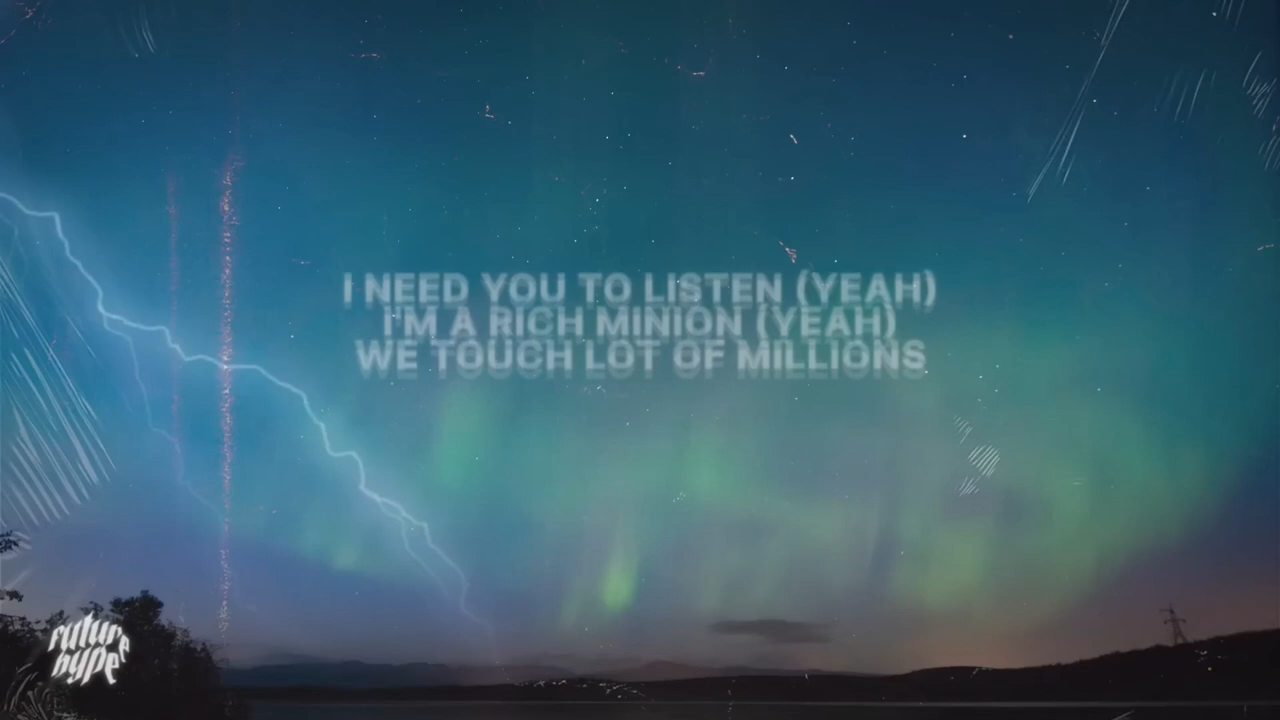 I NEED YOU TO LISTEN (YEAH)
I'M A RICH MINION (YEAH)
WE TOUCH LOT OF MILLIONS
future hype